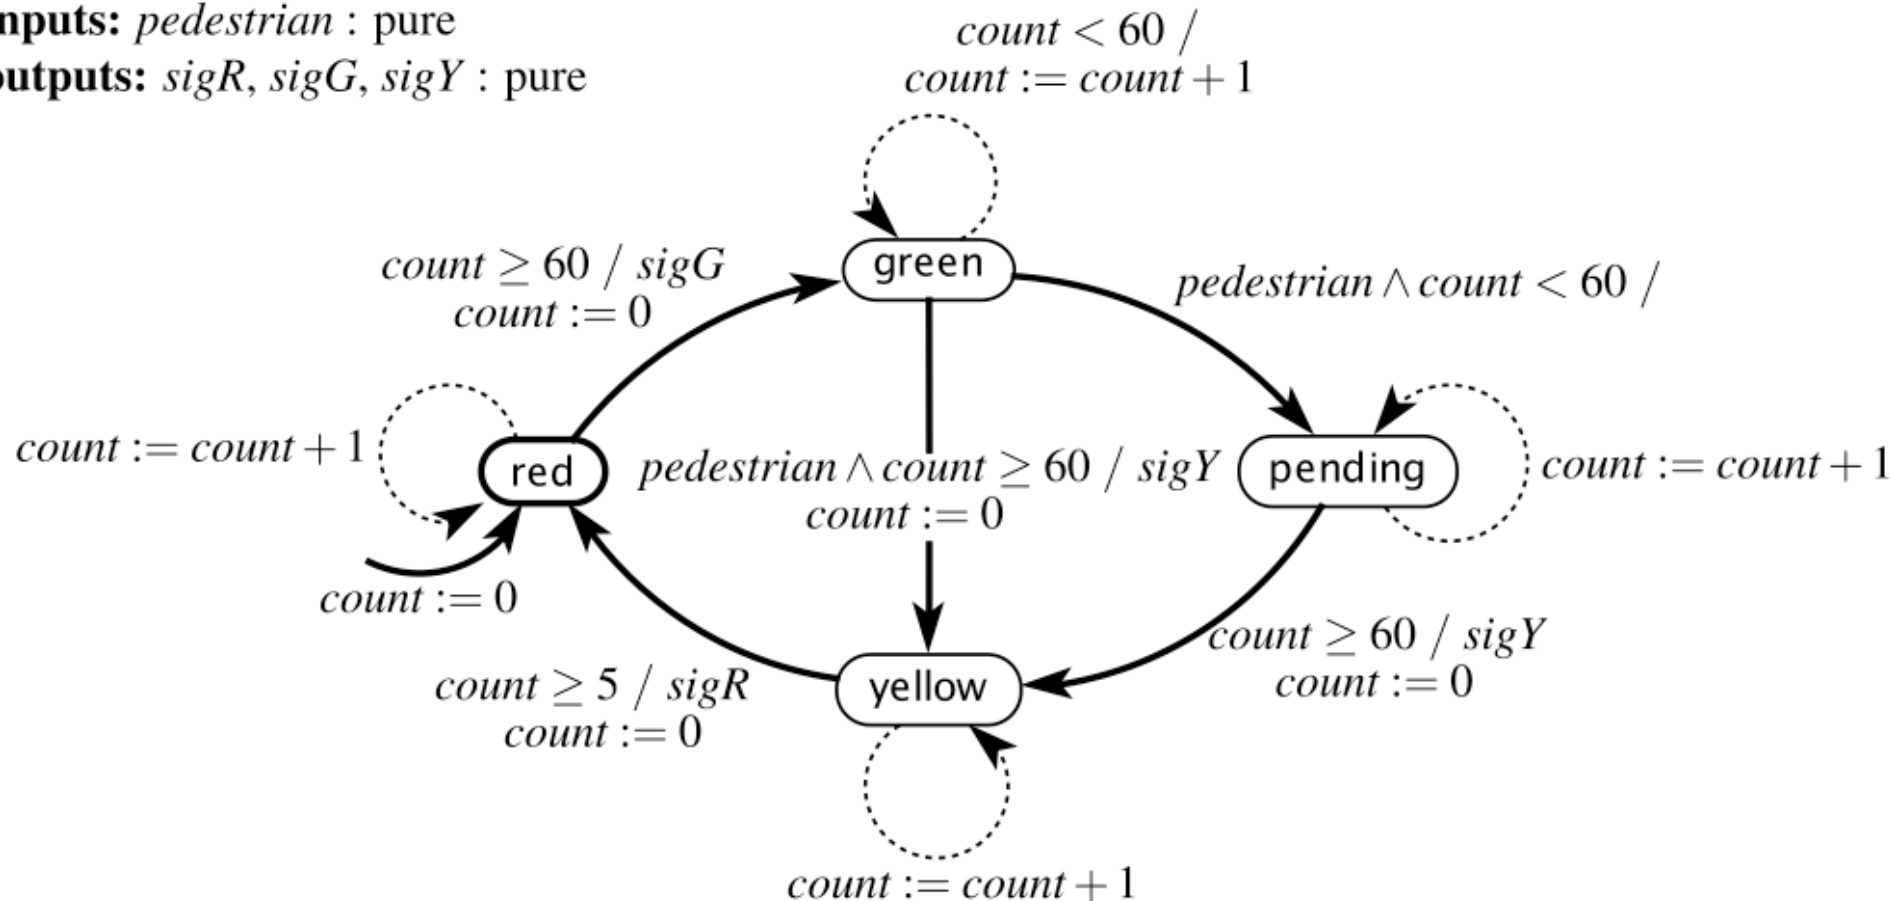 nputs: pedestrian : pure
outputs: sigR, sigG, sigY : pure
count < 60 /
count := count + 1
green
count ≥ 60 / sigG
count := 0
pedestrian ∧ count < 60 /
count := count + 1
red
pedestrian ∧ count ≥ 60 / sigY
count := 0
pending
count := count + 1
count := 0
count ≥ 60 / sigY
count := 0
count ≥ 5 / sigR
count := 0
yellow
count := count + 1